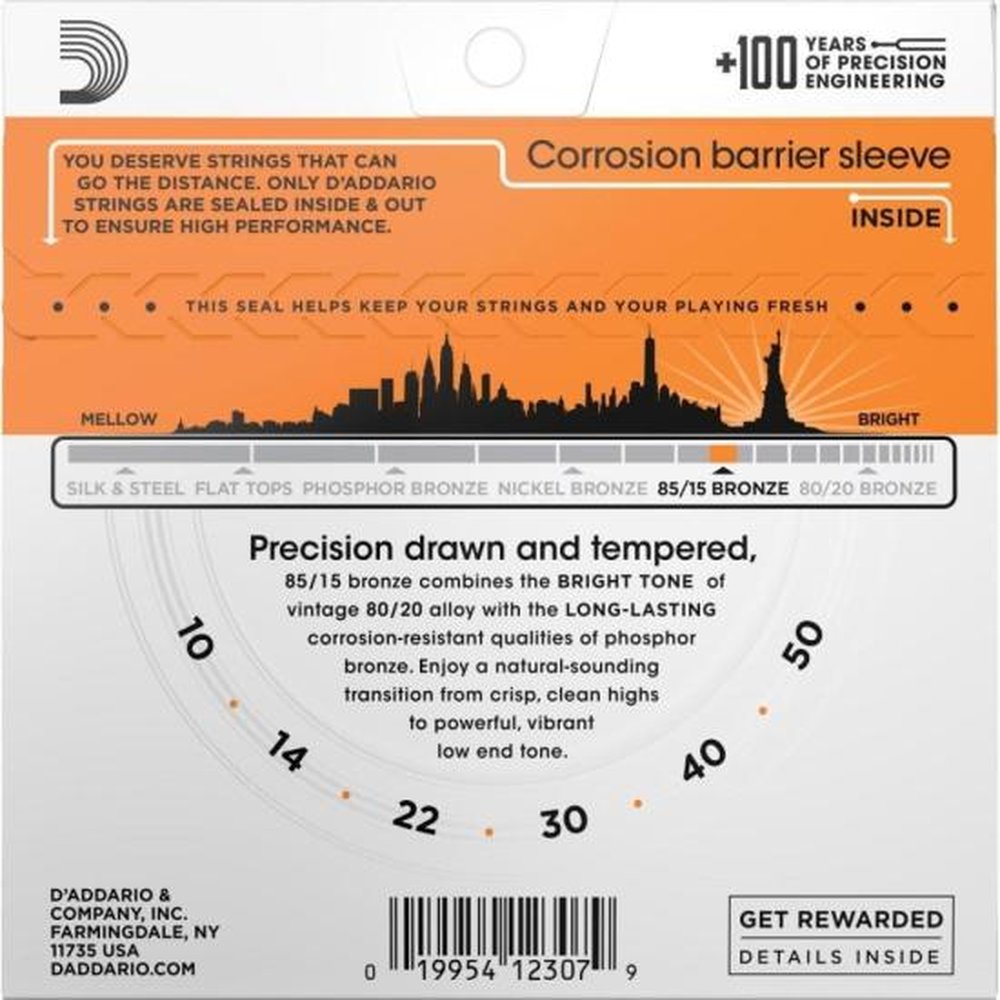 +100 YEARS
OF PRECISION
ENGINEERING
YOU DESERVE STRINGS THAT CAN
GO THE DISTANCE. ONLY D'ADDARIO
STRINGS ARE SEALED INSIDE & OUT
TO ENSURE HIGH PERFORMANCE.
Corrosion barrier sleeve
INSIDE
THIS SEAL HELPS KEEP YOUR STRINGS AND YOUR PLAYING FRESH
MELLOW
BRIGHT
SILK & STEEL FLAT TOPS PHOSPHOR BRONZE NICKEL BRONZE 85/15 BRONZE 80/20 BRONZE
Precision drawn and tempered,
85/15 bronze combines the BRIGHT TONE of
vintage 80/20 alloy with the LONG-LASTING
corrosion-resistant qualities of phosphor
bronze. Enjoy a natural-sounding
transition from crisp, clean highs
to powerful, vibrant
low end tone.
10 • 14 • 22 • 30 • 40 • 50
D'ADDARIO &
COMPANY, INC.
FARMINGDALE, NY
11735 USA
DADDARIO.COM
0 19954 12307 9
GET REWARDED
DETAILS INSIDE